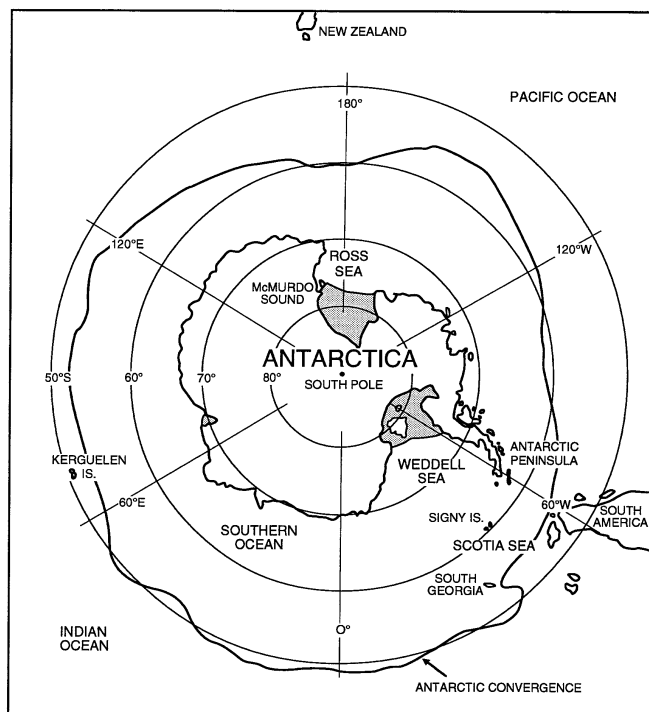 NEW ZEALAND
PACIFIC OCEAN
180°
120°E
ROSS
SEA
120°W
McMURDO
SOUND
ANTARCTICA
SOUTH POLE
50°S
60°
70°
80°
KERGUELEN
IS.
60°E
WEDDELL
SEA
ANTARCTIC
PENINSULA
60°W
SOUTH
AMERICA
SIGNY IS.
SOUTHERN
OCEAN
SCOTIA SEA
SOUTH
GEORGIA
0°
INDIAN
OCEAN
ANTARCTIC CONVERGENCE